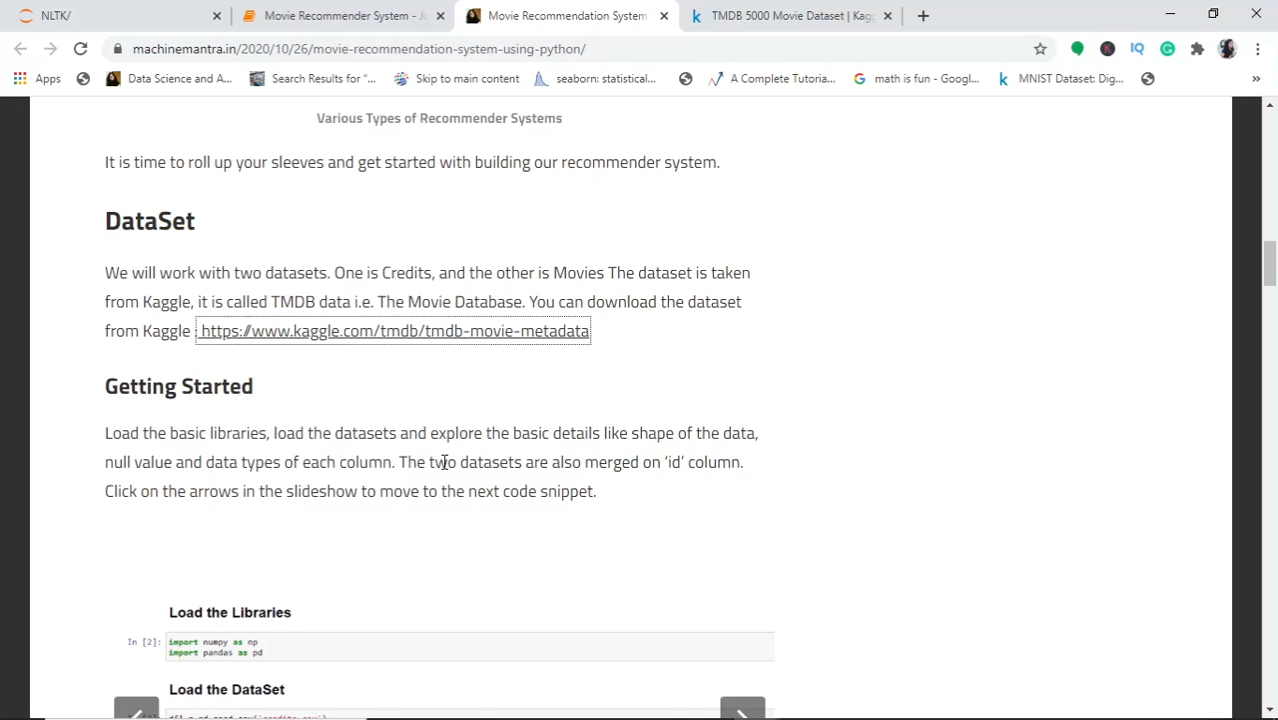 NLTK/
Movie Recommender System - Ju
Movie Recommendation System
TMDB 5000 Movie Dataset | Kagg
machinemantra.in/2020/10/26/movie-recommendation-system-using-python/
Apps
Data Science and A...
Search Results for “...
Skip to main content
seaborn: statistical...
A Complete Tutoria...
math is fun - Googl...
MNIST Dataset: Dig...
Various Types of Recommender Systems
It is time to roll up your sleeves and get started with building our recommender system.
DataSet
We will work with two datasets. One is Credits, and the other is Movies The dataset is taken
from Kaggle, it is called TMDB data i.e. The Movie Database. You can download the dataset
from Kaggle : https://www.kaggle.com/tmdb/tmdb-movie-metadata
Getting Started
Load the basic libraries, load the datasets and explore the basic details like shape of the data,
null value and data types of each column. The two datasets are also merged on ‘id’ column.
Click on the arrows in the slideshow to move to the next code snippet.
Load the Libraries
In [2]: import numpy as np
import pandas as pd
Load the DataSet